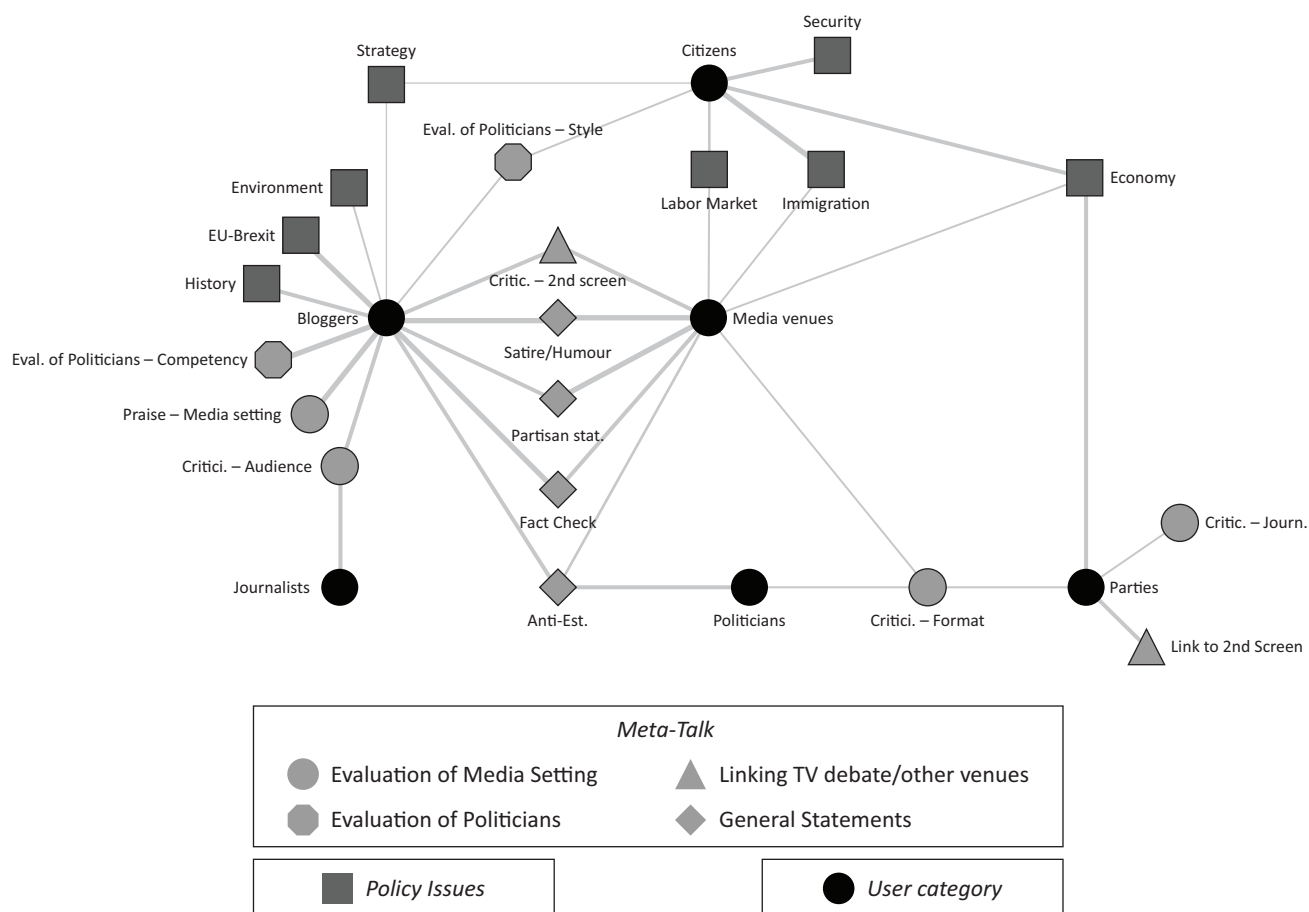 Security
Strategy
Citizens
Eval. of Politicians – Style
Environment
Economy
Labor Market
Immigration
EU-Brexit
History
Critic. – 2nd screen
Bloggers
Media venues
Satire/Humour
Eval. of Politicians – Competency
Praise – Media setting
Partisan stat.
Critici. – Audience
Fact Check
Critic. – Journ.
Journalists
Parties
Anti-Est.
Politicians
Critici. – Format
Link to 2nd Screen
Meta-Talk
Evaluation of Media Setting
Linking TV debate/other venues
Evaluation of Politicians
General Statements
Policy Issues
User category